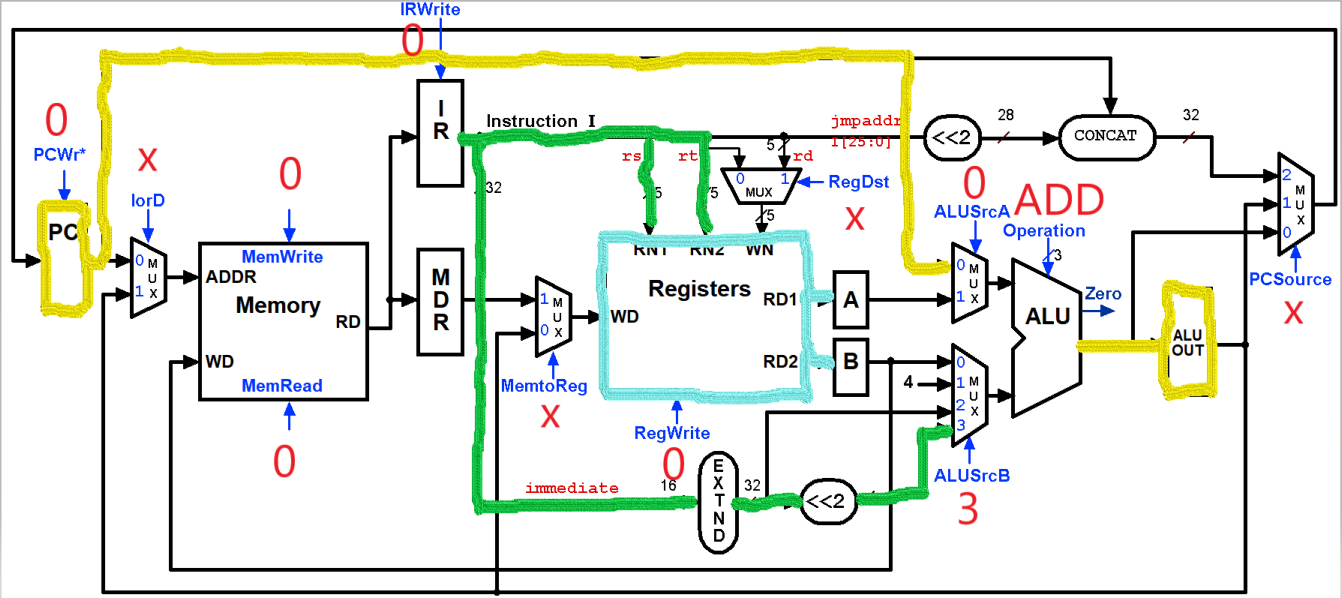 IRWrite
0
I
R
Instruction I
jmpaddr
I[25:0]
28
32
<<2
CONCAT
0
PCWr*
X
IorD
0
rs
rt
5
rd
32
5
5
0
1
MUX
RegDst
X
5
0
ALUSrcA
ADD
Operation
3
2
1
0
M
U
X
PC
0
1
M
U
X
MemWrite
ADDR
Memory
RD
WD
MemRead
0
M
D
R
1
0
M
U
X
MemtoReg
X
RN1
RN2
WN
Registers
WD
RD1
RD2
A
B
RegWrite
0
0
1
M
U
X
4
0
1
2
3
M
U
X
ALUSrcB
3
ALU
Zero
ALU
OUT
PCSource
X
immediate
16
E
X
T
N
D
32
<<2